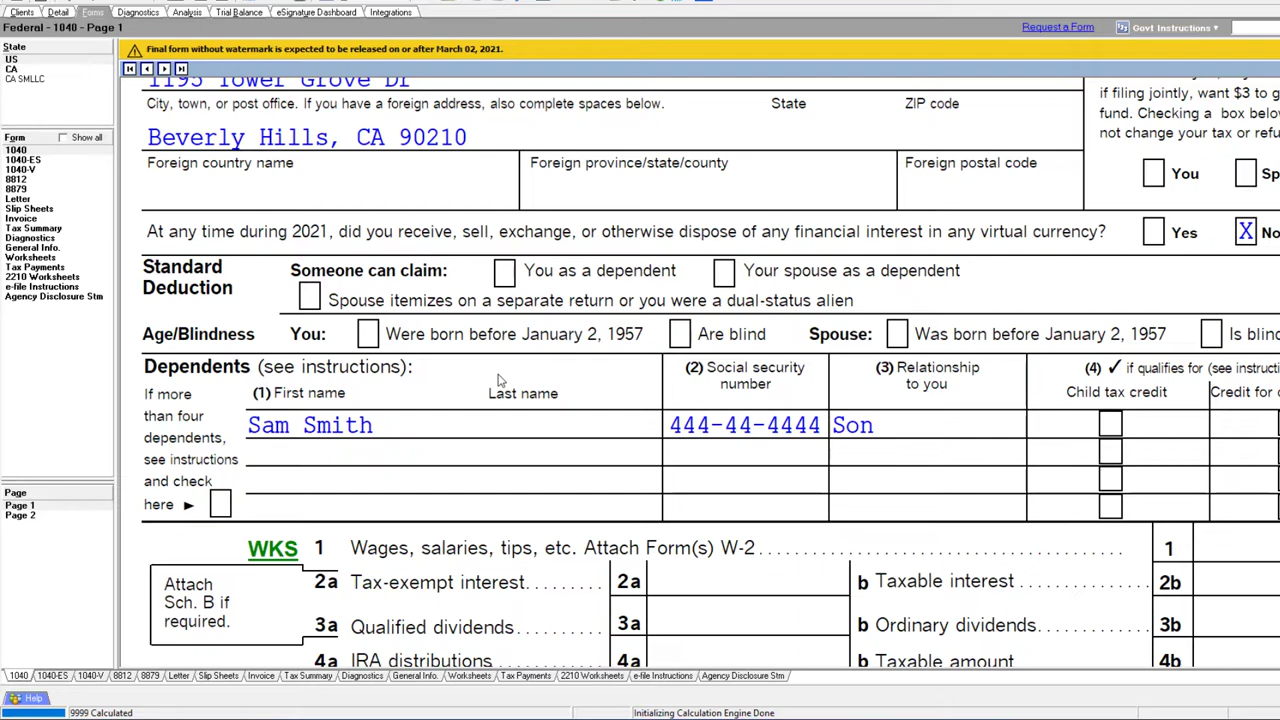 Clients Detail Forms Diagnostics Analysis Trial Balance eSignature Dashboard Integrations
Federal - 1040 - Page 1
Request a Form
Govt Instructions
State
US
CA
CA SMLLC
Form
Show all
1040
1040-ES
1040-V
8812
8879
Letter
Slip Sheets
Invoice
Tax Summary
Diagnostics
General Info.
Worksheets
Tax Payments
2210 Worksheets
e-file Instructions
Agency Disclosure Stm
Page
Page 1
Page 2
Final form without watermark is expected to be released on or after March 02, 2021.
1195 Tower Grove Dr
City, town, or post office. If you have a foreign address, also complete spaces below. State ZIP code
Beverly Hills, CA 90210
Foreign country name Foreign province/state/county Foreign postal code
if filing jointly, want $3 to g
fund. Checking a box below
not change your tax or refu
You Sp
At any time during 2021, did you receive, sell, exchange, or otherwise dispose of any financial interest in any virtual currency? Yes X No
Standard
Deduction
Someone can claim: You as a dependent Your spouse as a dependent
Spouse itemizes on a separate return or you were a dual-status alien
Age/Blindness You: Were born before January 2, 1957 Are blind Spouse: Was born before January 2, 1957 Is blind
Dependents (see instructions):
If more
than four
dependents,
see instructions
and check
here ►
(1) First name Last name
(2) Social security
number
(3) Relationship
to you
(4) ✓ if qualifies for (see instructi
Child tax credit Credit for o
Sam Smith 444-44-4444 Son
WKS 1 Wages, salaries, tips, etc. Attach Form(s) W-2 1
Attach
Sch. B if
required.
2a Tax-exempt interest 2a b Taxable interest 2b
3a Qualified dividends 3a b Ordinary dividends 3b
4a IRA distributions 4a b Taxable amount 4b
1040 1040-ES 1040-V 8812 8879 Letter Slip Sheets Invoice Tax Summary Diagnostics General Info. Worksheets Tax Payments 2210 Worksheets e-file Instructions Agency Disclosure Stm
Help
9999 Calculated Initializing Calculation Engine Done